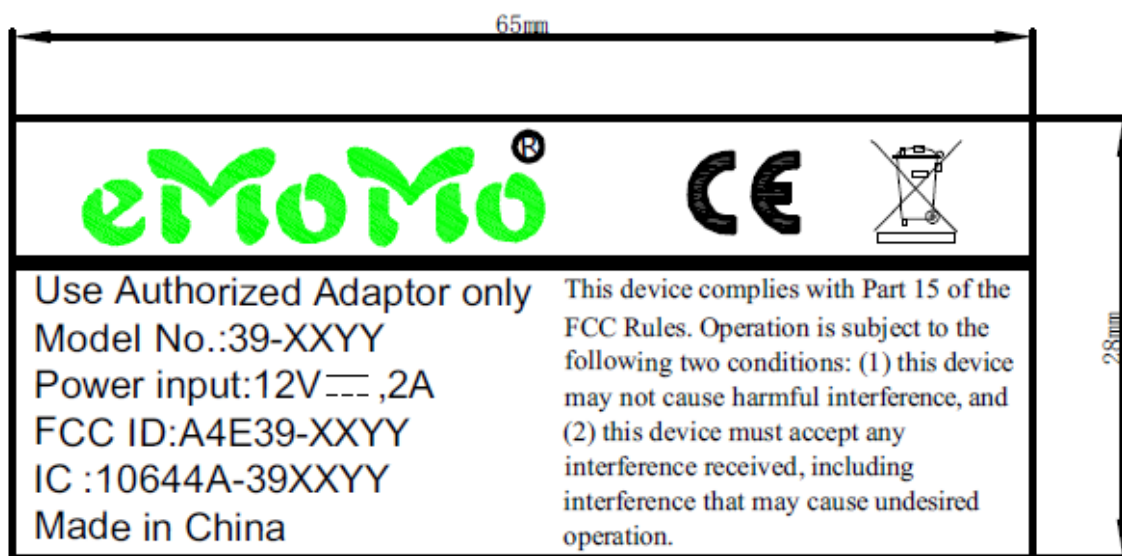 65mm
eMoMo®
CE
Use Authorized Adaptor only
Model No.:39-XXYY
Power input:12V⎓,2A
FCC ID:A4E39-XXYY
IC :10644A-39XXYY
Made in China
This device complies with Part 15 of the
FCC Rules. Operation is subject to the
following two conditions: (1) this device
may not cause harmful interference, and
(2) this device must accept any
interference received, including
interference that may cause undesired
operation.
28mm